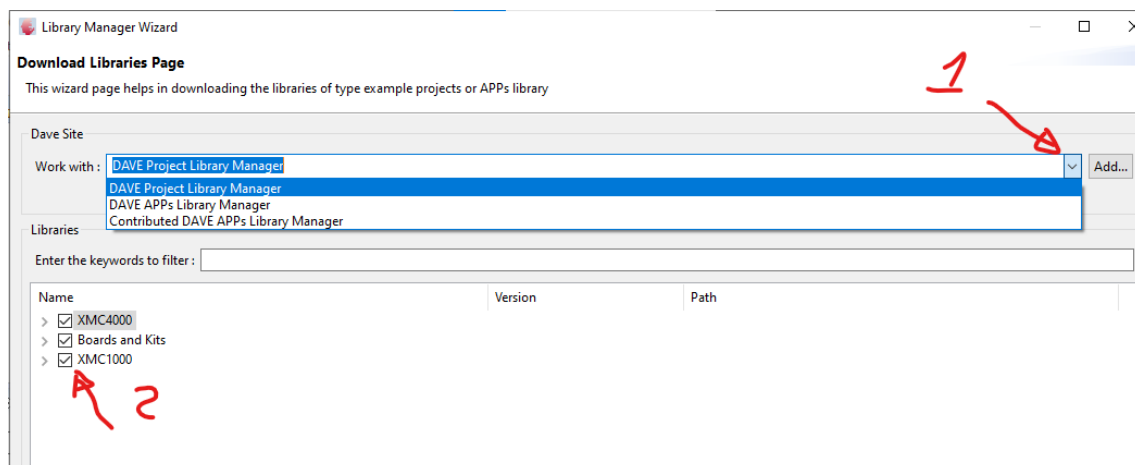 Library Manager Wizard
Download Libraries Page
This wizard page helps in downloading the libraries of type example projects or APPs library
1
Dave Site
Work with : DAVE Project Library Manager Add...
DAVE Project Library Manager
DAVE APPs Library Manager
Contributed DAVE APPs Library Manager
Libraries
Enter the keywords to filter :
Name Version Path
XMC4000
Boards and Kits
XMC1000
2